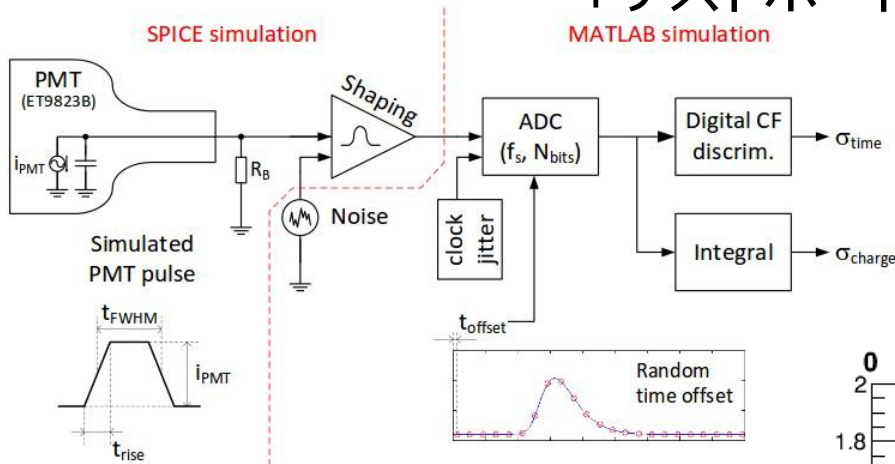 SPICE simulation
MATLAB simulation
PMT
(ET9823B)
iPMT
RB
Shaping
Noise
ADC
(fs, Nbits)
clock
jitter
Digital CF
discrim.
σtime
Integral
σcharge
Simulated
PMT pulse
tFWHM
iPMT
trise
toffset
Random
time offset
0
2
1.8